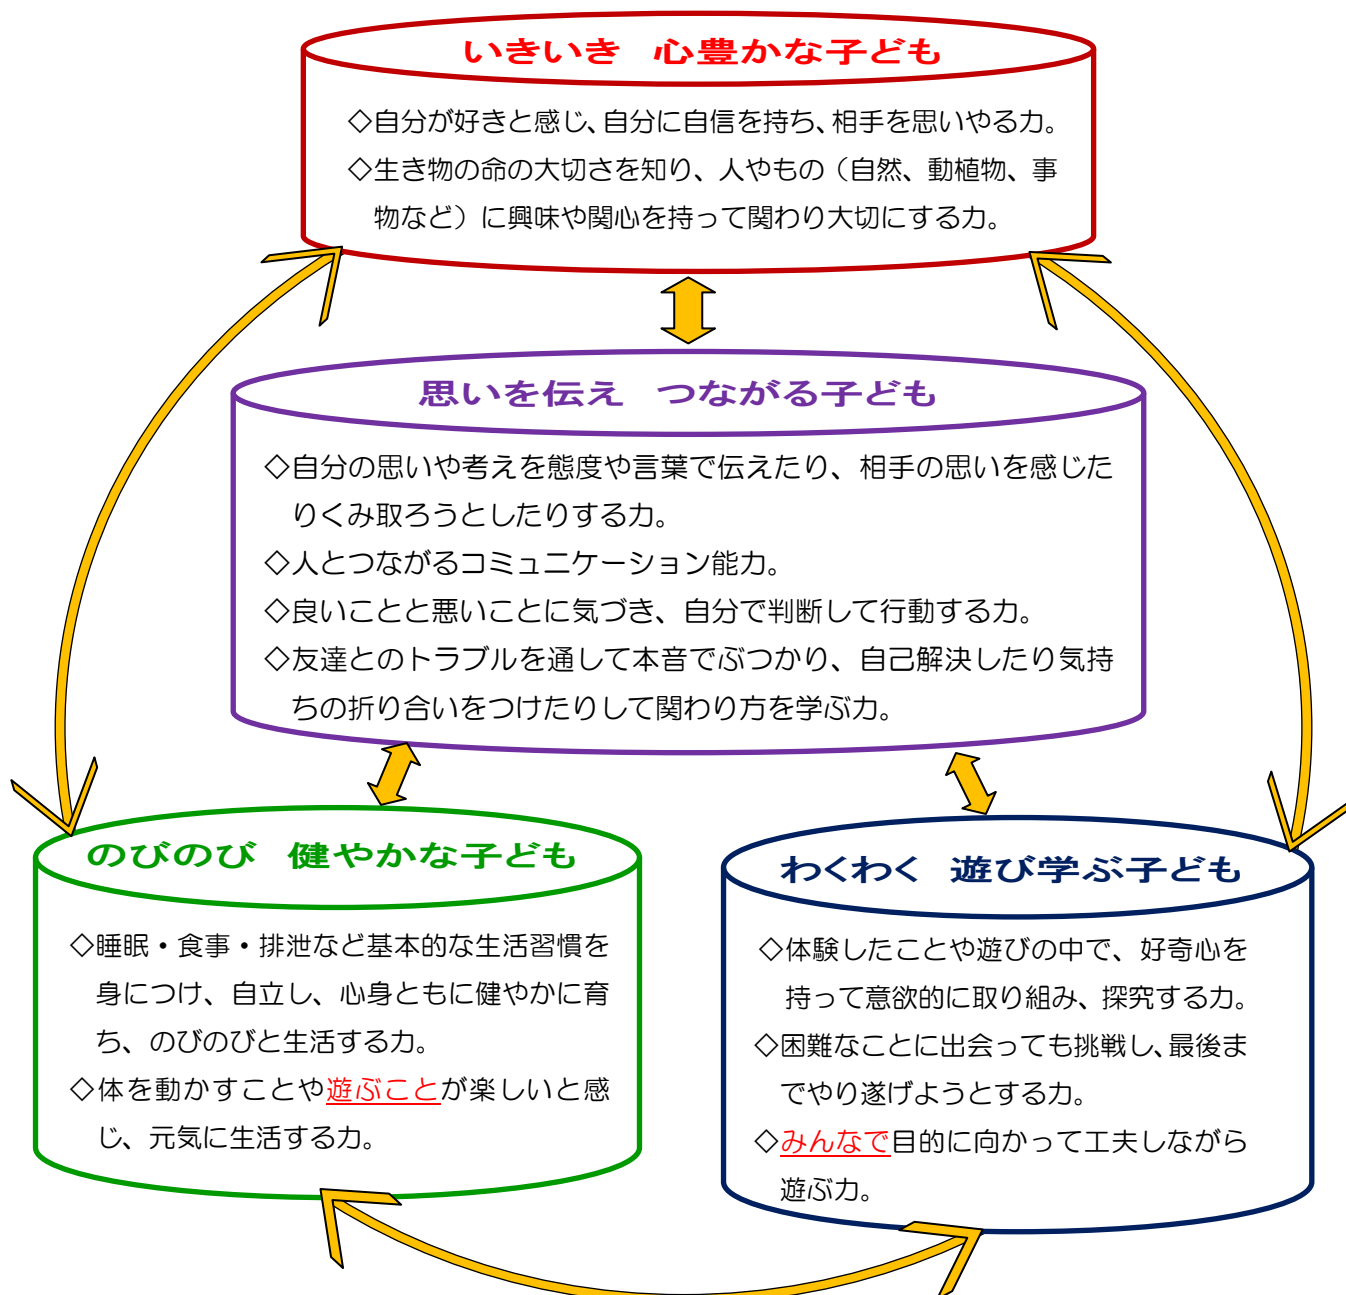 いきいき 心豊かな子ども
◇自分が好きと感じ、自分に自信を持ち、相手を思いやる力。
◇生き物の命の大切さを知り、人やもの（自然、動植物、事
物など）に興味や関心を持って関わり大切にする力。
思いを伝え つながる子ども
◇自分の思いや考えを態度や言葉で伝えたり、相手の思いを感じた
りくみ取ろうとしたりする力。
◇人とつながるコミュニケーション能力。
◇良いことと悪いことに気づき、自分で判断して行動する力。
◇友達とのトラブルを通して本音でぶつかり、自己解決したり気持
ちの折り合いをつけたりして関わり方を学ぶ力。
のびのび 健やかな子ども
◇睡眠・食事・排泄など基本的な生活習慣を
身につけ、自立し、心身ともに健やかに育
ち、のびのびと生活する力。
◇体を動かすことや遊ぶことが楽しいと感
じ、元気に生活する力。
わくわく 遊び学ぶ子ども
◇体験したことや遊びの中で、好奇心を
持って意欲的に取り組み、探究する力。
◇困難なことに出会っても挑戦し、最後ま
でやり遂げようとする力。
◇みんなで目的に向かって工夫しながら
遊ぶ力。